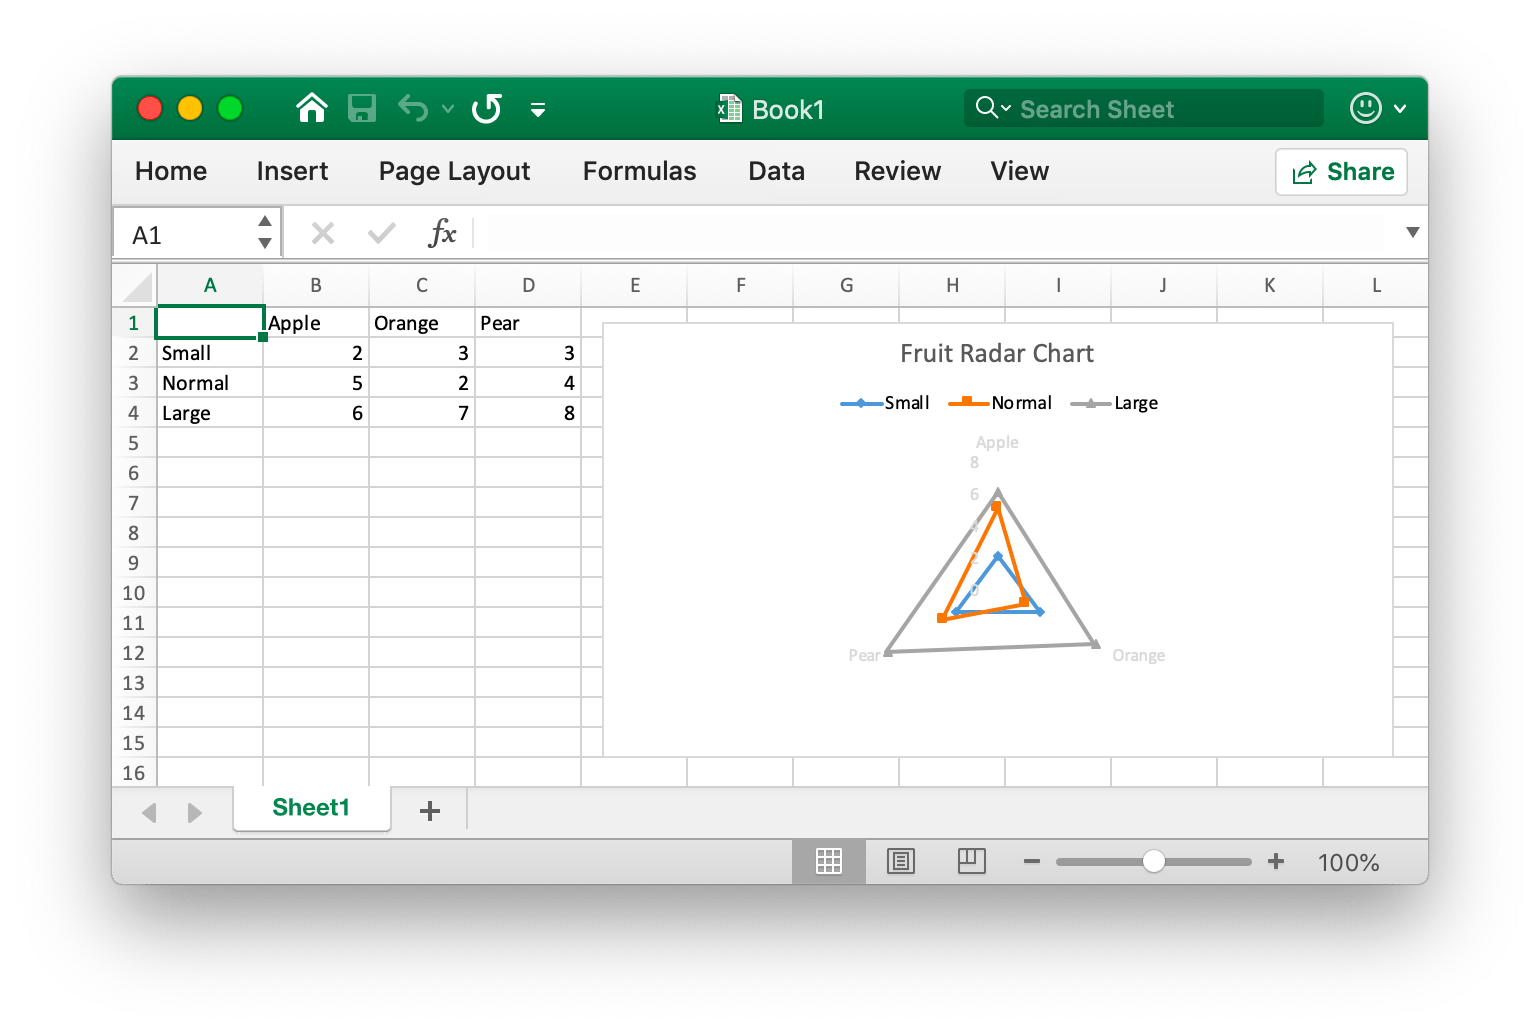 Book1
Search Sheet
Home Insert Page Layout Formulas Data Review View Share
A1 fx
A B C D E F G H I J K L
1 Apple Orange Pear
2 Small 2 3 3
3 Normal 5 2 4
4 Large 6 7 8
5
6
7
8
9
10
11
12
13
14
15
16
Fruit Radar Chart
Small Normal Large
Apple
8
6
4
2
0
Pear Orange
Sheet1
100%